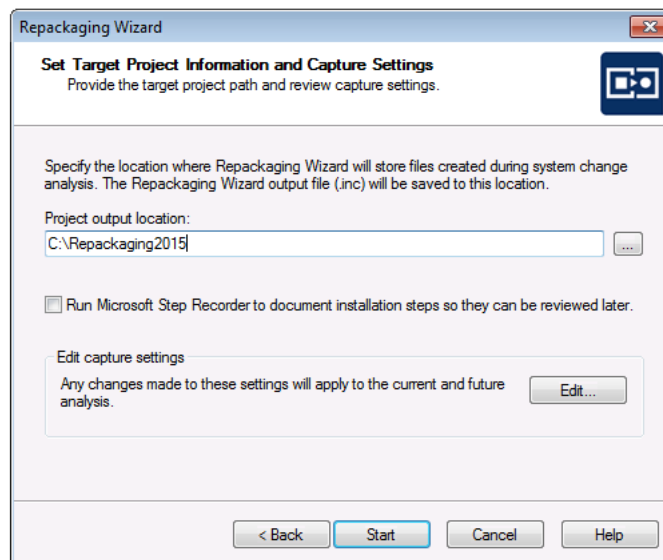 Repackaging Wizard
Set Target Project Information and Capture Settings
Provide the target project path and review capture settings.
Specify the location where Repackaging Wizard will store files created during system change
analysis. The Repackaging Wizard output file (.inc) will be saved to this location.
Project output location:
C:\Repackaging2015
...
Run Microsoft Step Recorder to document installation steps so they can be reviewed later.
Edit capture settings
Any changes made to these settings will apply to the current and future
analysis.
Edit...
< Back
Start
Cancel
Help